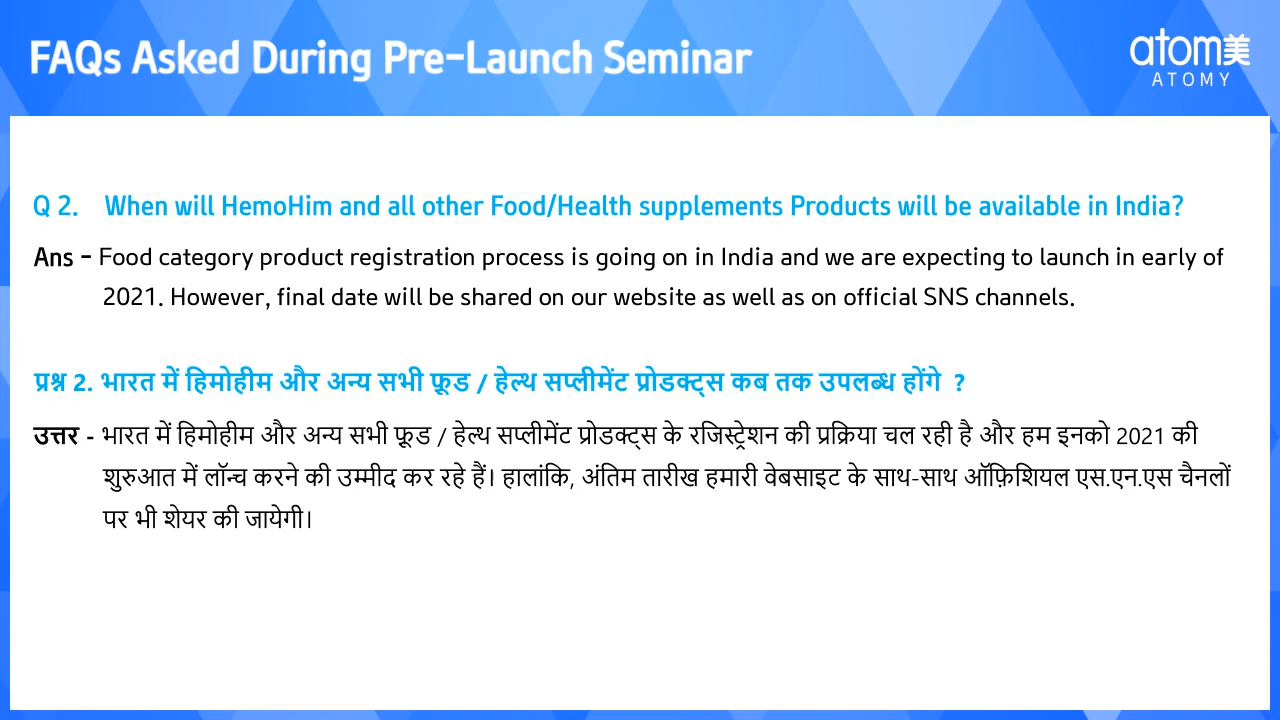 FAQs Asked During Pre-Launch Seminar
atom美
ATOMY
Q 2. When will HemoHim and all other Food/Health supplements Products will be available in India?
Ans - Food category product registration process is going on in India and we are expecting to launch in early of
2021. However, final date will be shared on our website as well as on official SNS channels.
प्रश्न 2. भारत में हिमोहीम और अन्य सभी फ़ूड / हेल्थ सप्लीमेंट प्रोडक्ट्स कब तक उपलब्ध होंगे ?
उत्तर - भारत में हिमोहीम और अन्य सभी फ़ूड / हेल्थ सप्लीमेंट प्रोडक्ट्स के रजिस्ट्रेशन की प्रक्रिया चल रही है और हम इनको 2021 की
शुरुआत में लॉन्च करने की उम्मीद कर रहे हैं। हालांकि, अंतिम तारीख हमारी वेबसाइट के साथ-साथ ऑफ़िशियल एस.एन.एस चैनलों
पर भी शेयर की जायेगी।